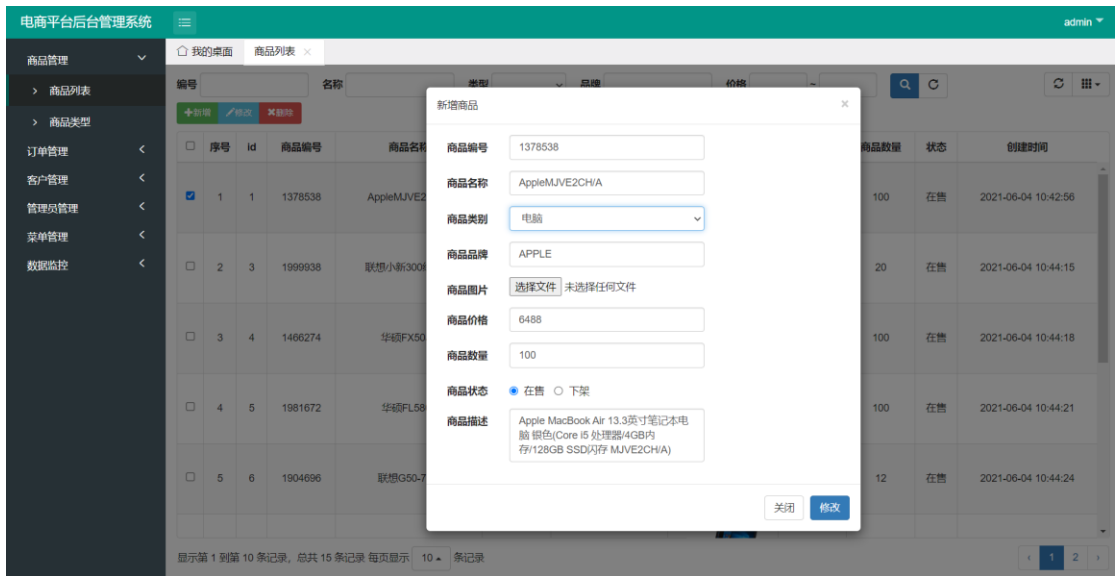 电商平台后台管理系统
admin
商品管理
商品列表
商品类型
订单管理
客户管理
管理员管理
菜单管理
数据监控
我的桌面 商品列表 ×
编号 名称 类型 品牌 价格 ~
新增 修改 删除
序号 id 商品编号 商品名称 商品数量 状态 创建时间
1 1 1378538 AppleMJVE2 100 在售 2021-06-04 10:42:56
2 3 1999938 联想小新300 20 在售 2021-06-04 10:44:15
3 4 1466274 华硕FX50 100 在售 2021-06-04 10:44:18
4 5 1981672 华硕FL58 100 在售 2021-06-04 10:44:21
5 6 1904696 联想G50-7 12 在售 2021-06-04 10:44:24
显示第 1 到第 10 条记录，总共 15 条记录 每页显示 10 条记录
‹ 1 2 ›
新增商品 ×
商品编号 1378538
商品名称 AppleMJVE2CH/A
商品类别 电脑
商品品牌 APPLE
商品图片 选择文件 未选择任何文件
商品价格 6488
商品数量 100
商品状态 在售 下架
商品描述 Apple MacBook Air 13.3英寸笔记本电
脑 银色(Core i5 处理器/4GB内
存/128GB SSD闪存 MJVE2CH/A)
关闭 修改